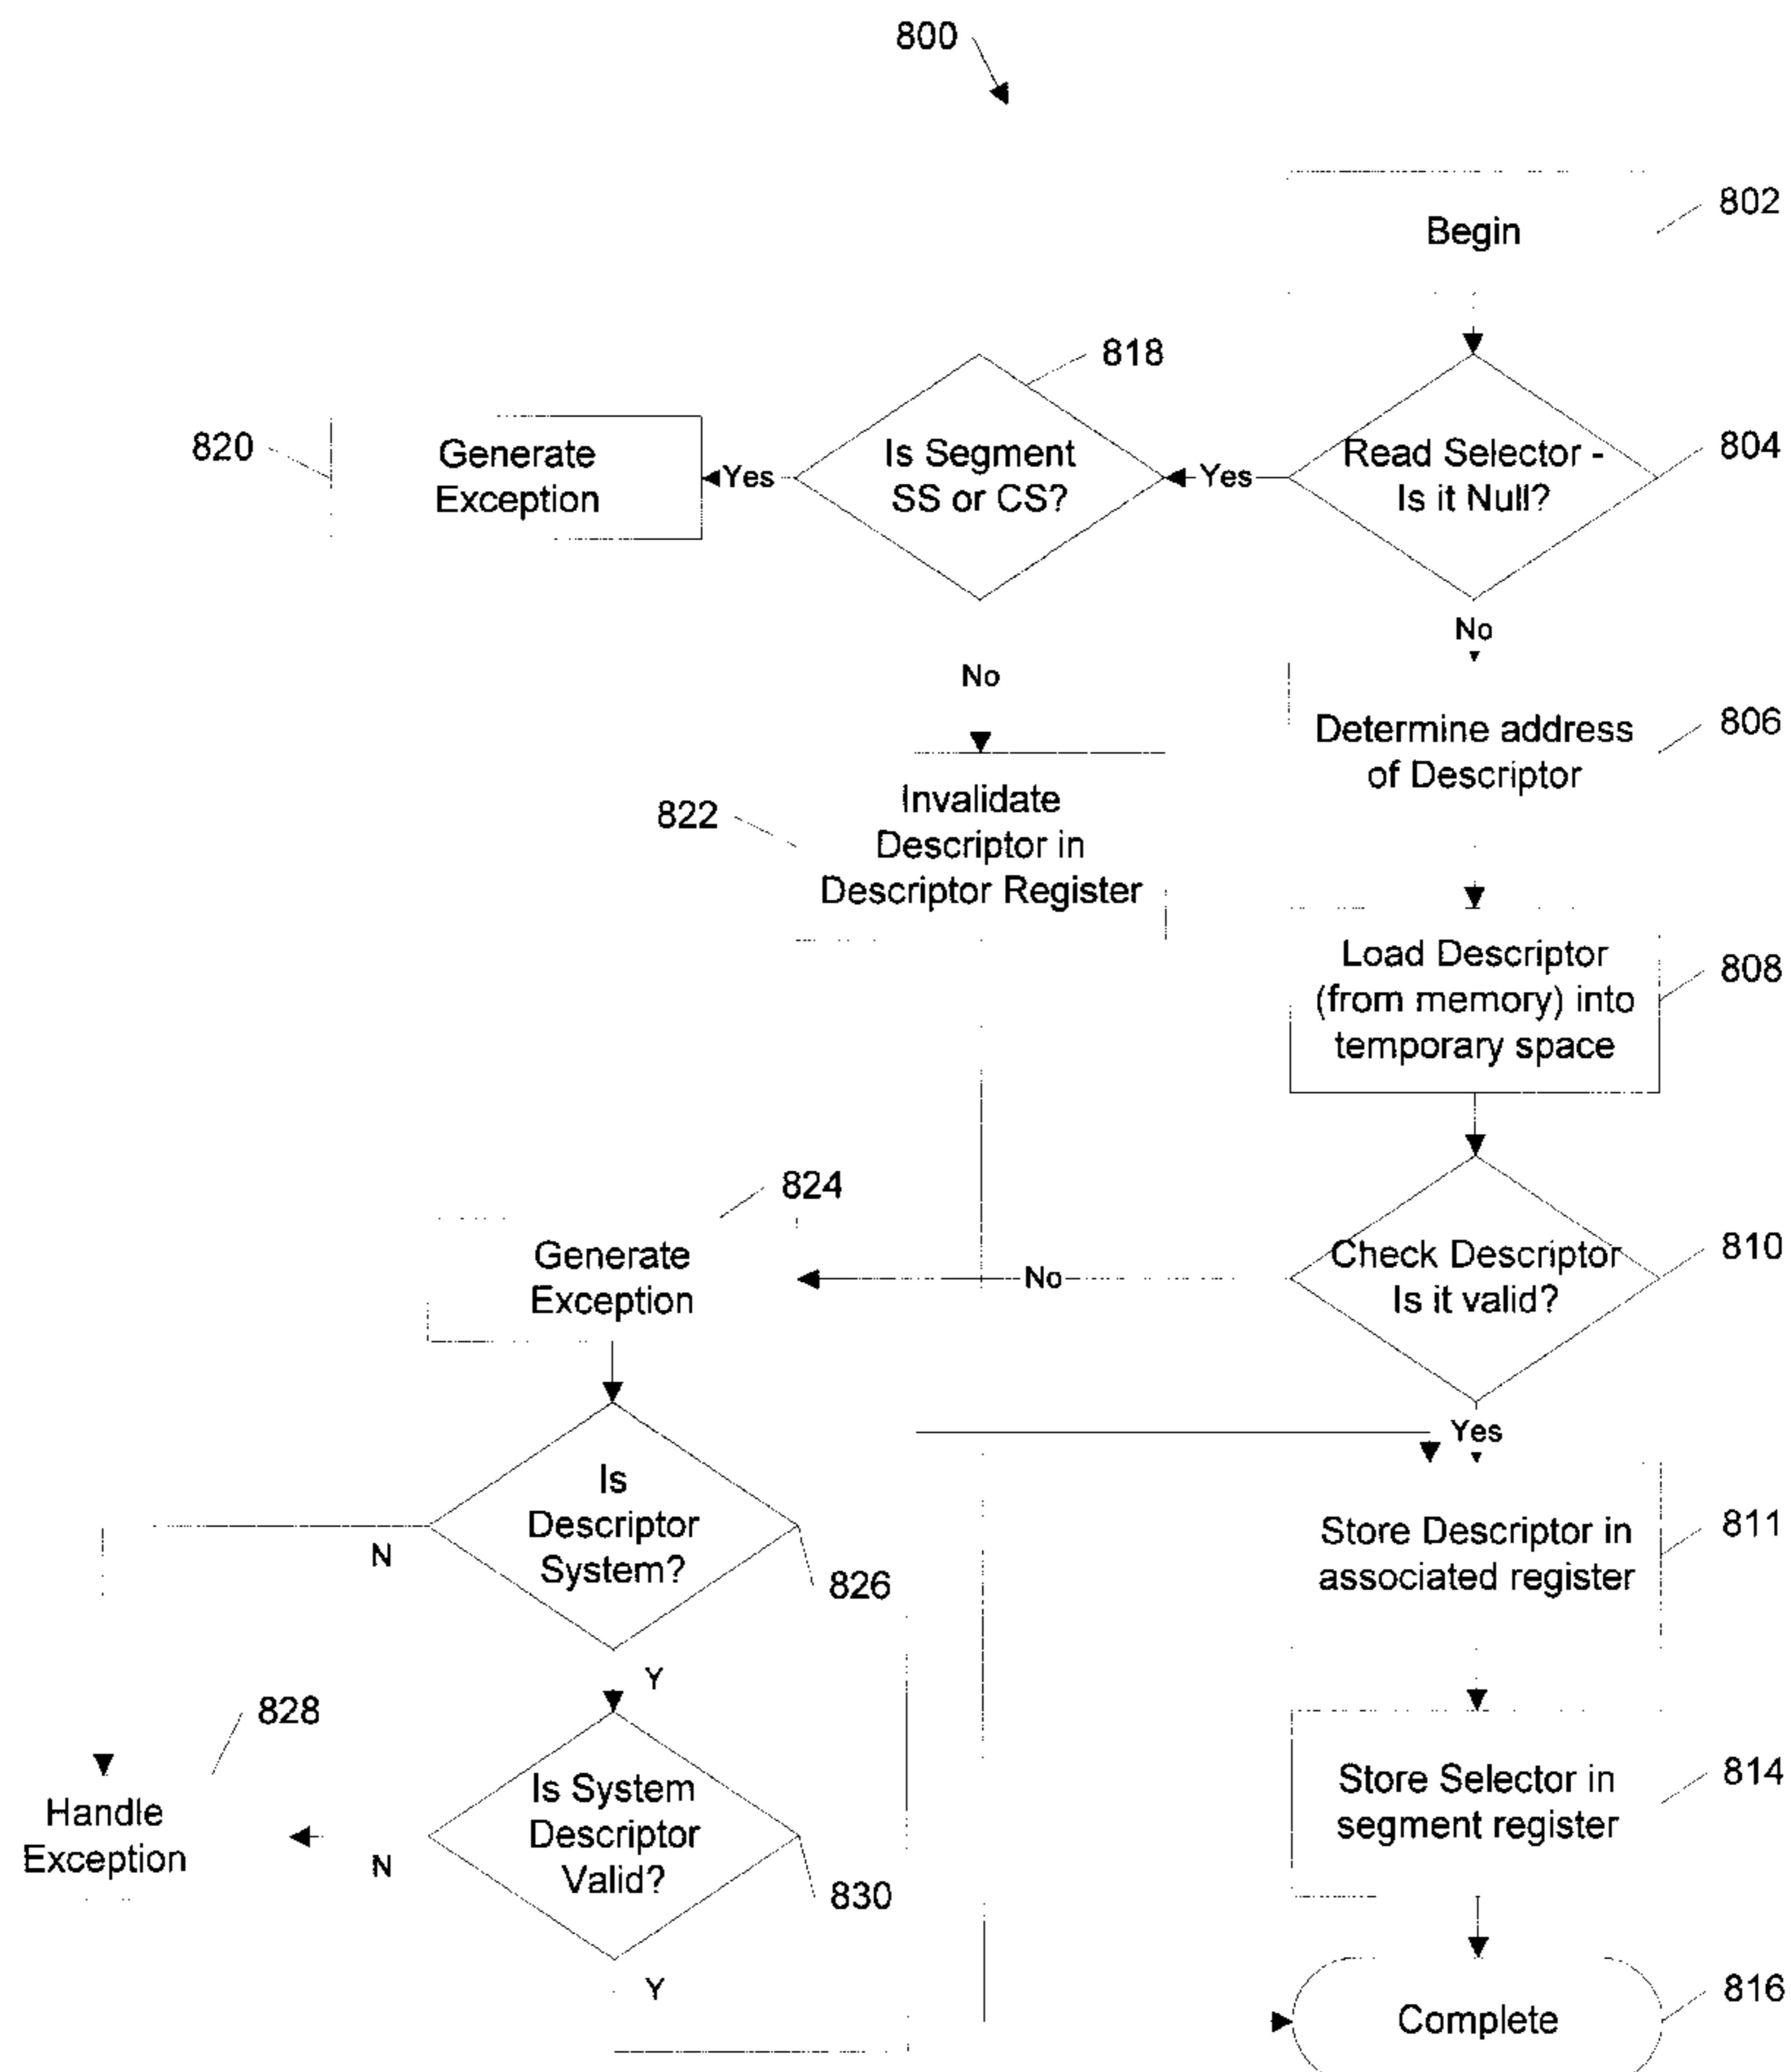 800
802
Begin
818
820
Generate
Exception
Yes
Is Segment
SS or CS?
Yes
Read Selector -
Is it Null?
804
No
No
Determine address
of Descriptor
806
822
Invalidate
Descriptor in
Descriptor Register
Load Descriptor
(from memory) into
temporary space
808
824
Generate
Exception
No
Check Descriptor
Is it valid?
810
Yes
Is
Descriptor
System?
N
826
Store Descriptor in
associated register
811
Y
828
Handle
Exception
N
Is System
Descriptor
Valid?
830
Store Selector in
segment register
814
Y
Complete
816